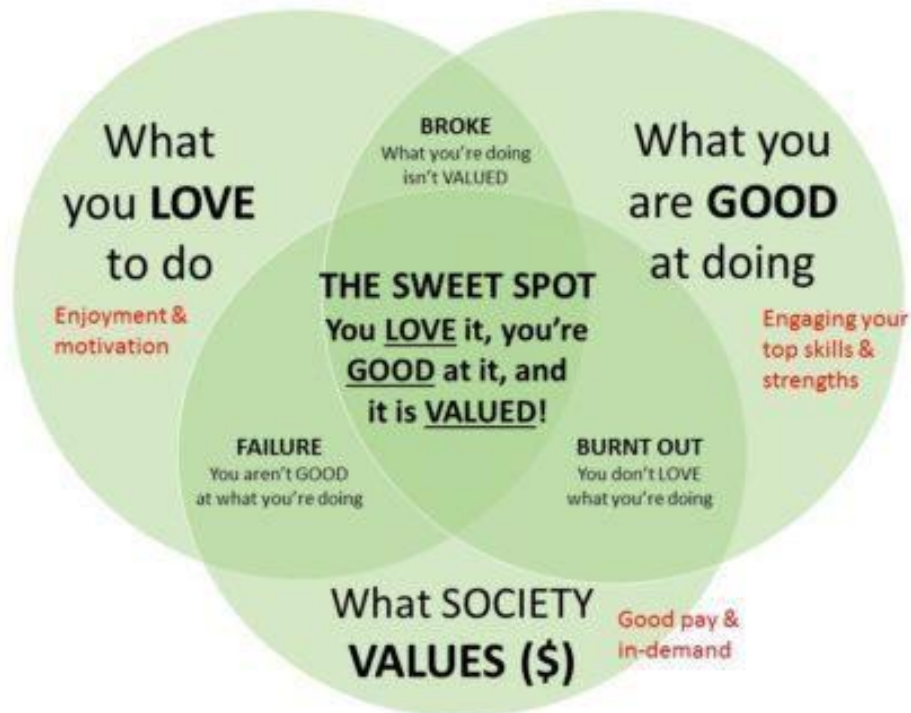 What
you LOVE
to do
Enjoyment &
motivation
BROKE
What you're doing
isn't VALUED
What you
are GOOD
at doing
Engaging your
top skills &
strengths
THE SWEET SPOT
You LOVE it, you're
GOOD at it, and
it is VALUED!
FAILURE
You aren't GOOD
at what you're doing
BURNT OUT
You don't LOVE
what you're doing
What SOCIETY
VALUES ($)
Good pay &
in-demand